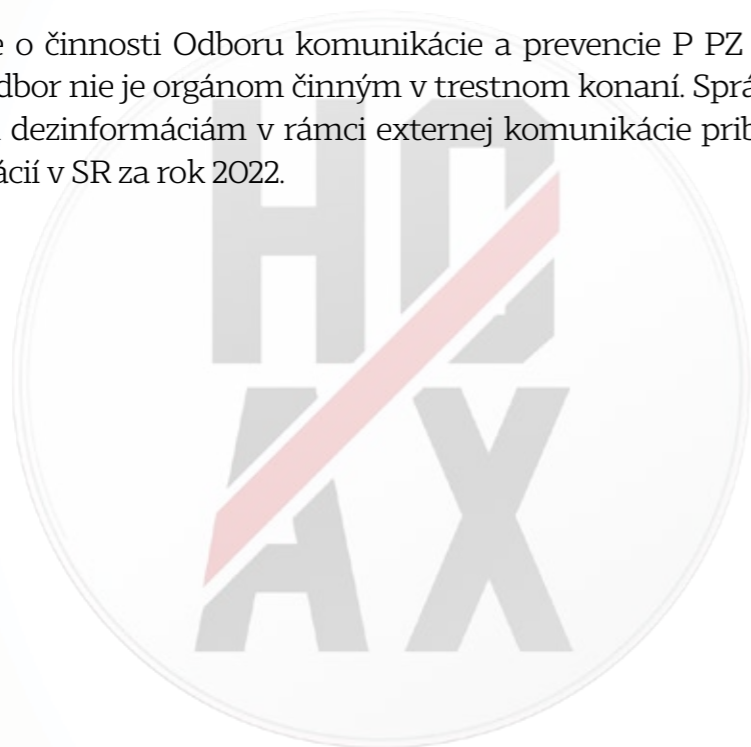 e o činnosti Odboru komunikácie a prevencie P PZ
dbor nie je orgánom činným v trestnom konaní. Sprá
dezinformáciám v rámci externej komunikácie prib
ácií v SR za rok 2022.
HO
AX